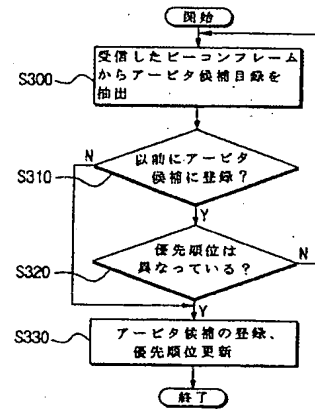 開始
受信したビーコンフレーム
からアービタ候補目録を
抽出
S300
N
以前にアービタ
候補に登録?
S310
Y
優先順位は
異なっている?
N
S320
Y
アービタ候補の登録、
優先順位更新
S330
終了